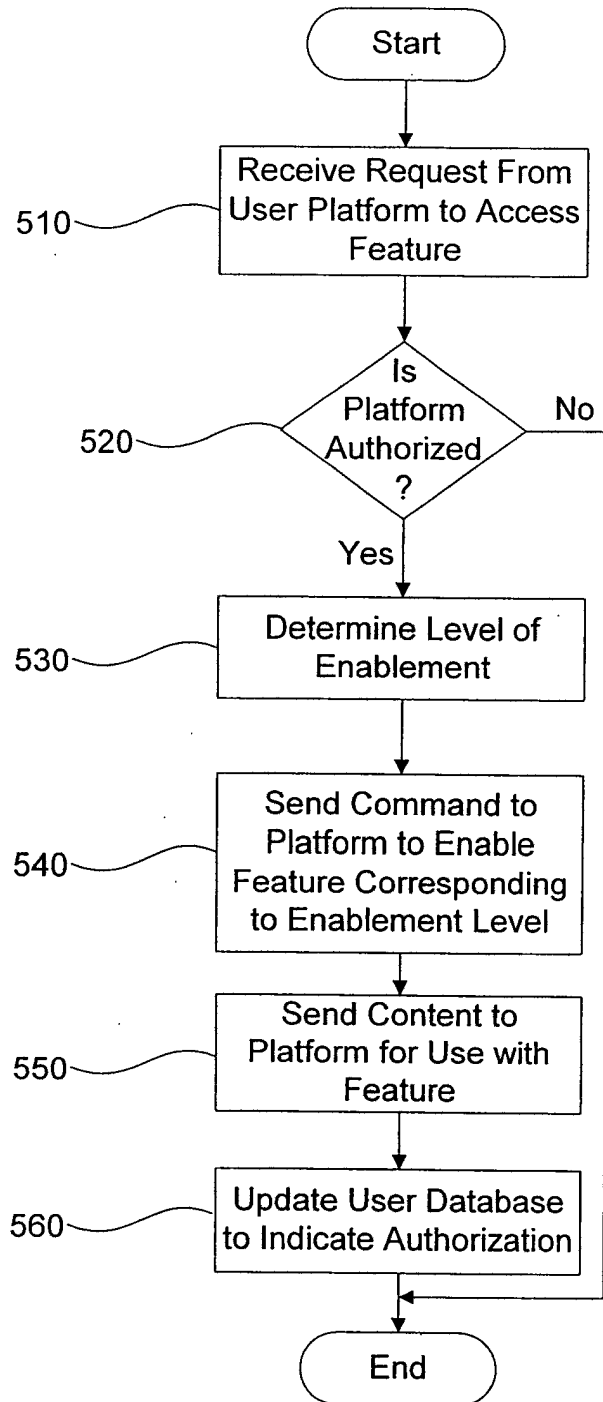 Start
Receive Request From
User Platform to Access
Feature
510
Is
Platform
Authorized
?
No
520
Yes
Determine Level of
Enablement
530
Send Command to
Platform to Enable
Feature Corresponding
to Enablement Level
540
Send Content to
Platform for Use with
Feature
550
Update User Database
to Indicate Authorization
560
End